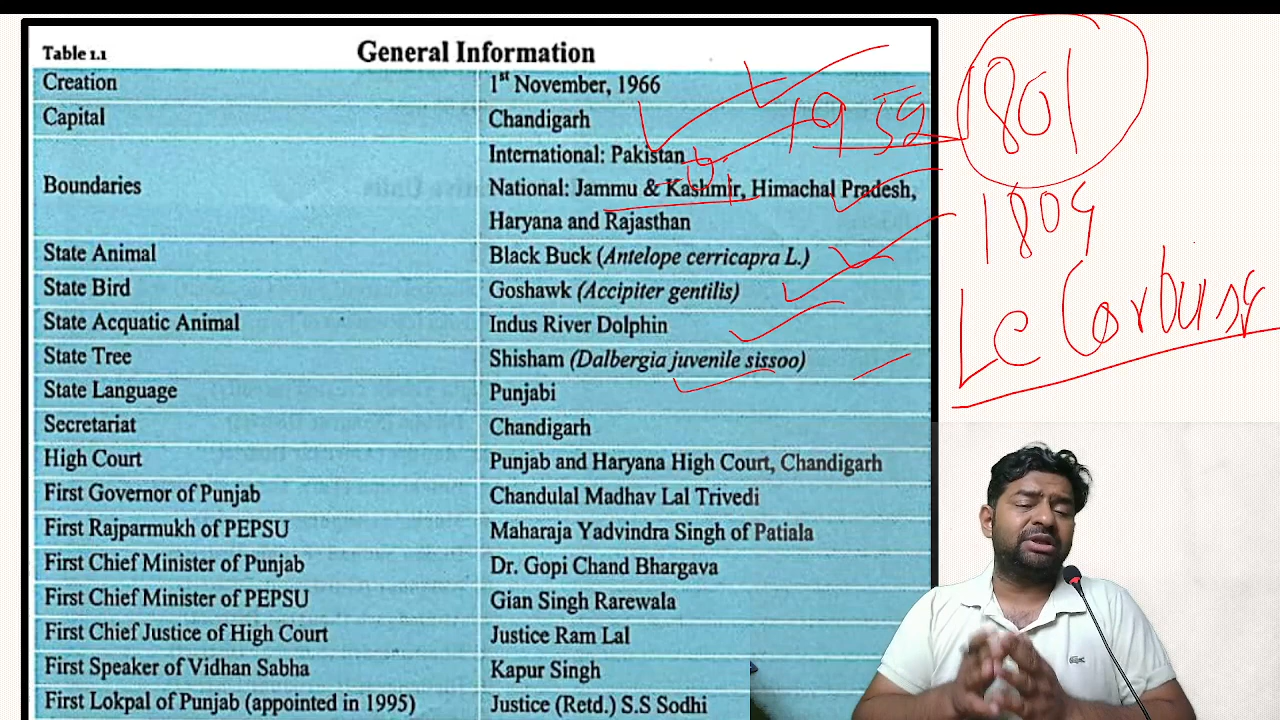 Table 1.1 General Information
Creation 1st November, 1966
Capital Chandigarh
International: Pakistan
Boundaries National: Jammu & Kashmir, Himachal Pradesh,
Haryana and Rajasthan
State Animal Black Buck (Antelope cerricapra L.)
State Bird Goshawk (Accipiter gentilis)
State Acquatic Animal Indus River Dolphin
State Tree Shisham (Dalbergia juvenile sissoo)
State Language Punjabi
Secretariat Chandigarh
High Court Punjab and Haryana High Court, Chandigarh
First Governor of Punjab Chandulal Madhav Lal Trivedi
First Rajparmukh of PEPSU Maharaja Yadvindra Singh of Patiala
First Chief Minister of Punjab Dr. Gopi Chand Bhargava
First Chief Minister of PEPSU Gian Singh Rarewala
First Chief Justice of High Court Justice Ram Lal
First Speaker of Vidhan Sabha Kapur Singh
First Lokpal of Punjab (appointed in 1995) Justice (Retd.) S.S Sodhi
1952
1801
1809